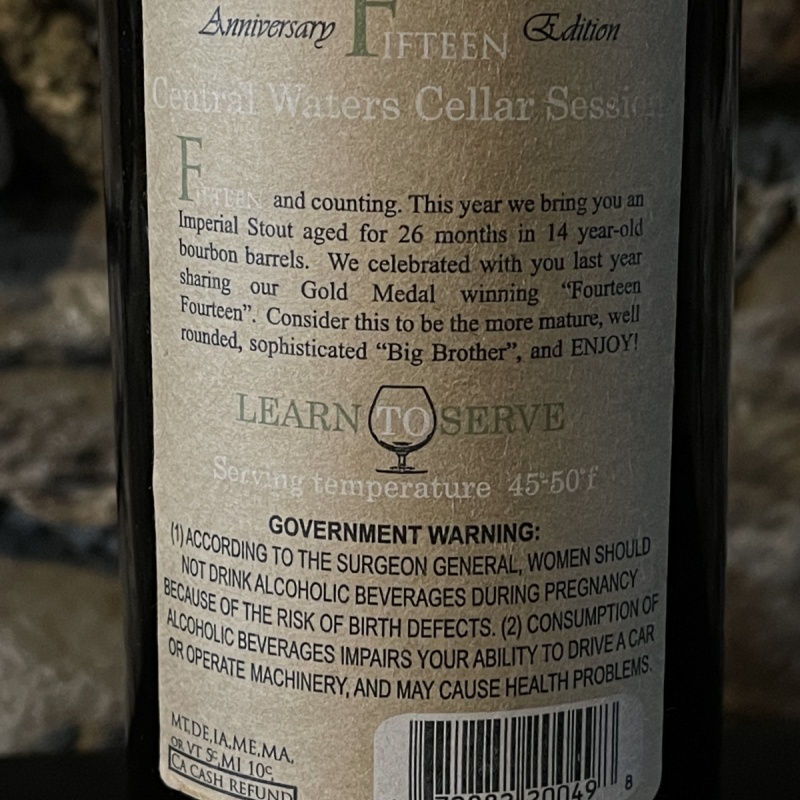 Anniversary FIFTEEN Edition
Central Waters Cellar Session
FIFTEEN and counting. This year we bring you an
Imperial Stout aged for 26 months in 14 year-old
bourbon barrels. We celebrated with you last year
sharing our Gold Medal winning “Fourteen
Fourteen”. Consider this to be the more mature, well
rounded, sophisticated “Big Brother”, and ENJOY!
LEARN TO SERVE
Serving temperature 45°-50°f
GOVERNMENT WARNING:
(1) ACCORDING TO THE SURGEON GENERAL, WOMEN SHOULD
NOT DRINK ALCOHOLIC BEVERAGES DURING PREGNANCY
BECAUSE OF THE RISK OF BIRTH DEFECTS. (2) CONSUMPTION OF
ALCOHOLIC BEVERAGES IMPAIRS YOUR ABILITY TO DRIVE A CAR
OR OPERATE MACHINERY, AND MAY CAUSE HEALTH PROBLEMS.
MT,DE,IA,ME,MA,
OR VT 5¢,MI 10¢,
CA CASH REFUND
20049 8